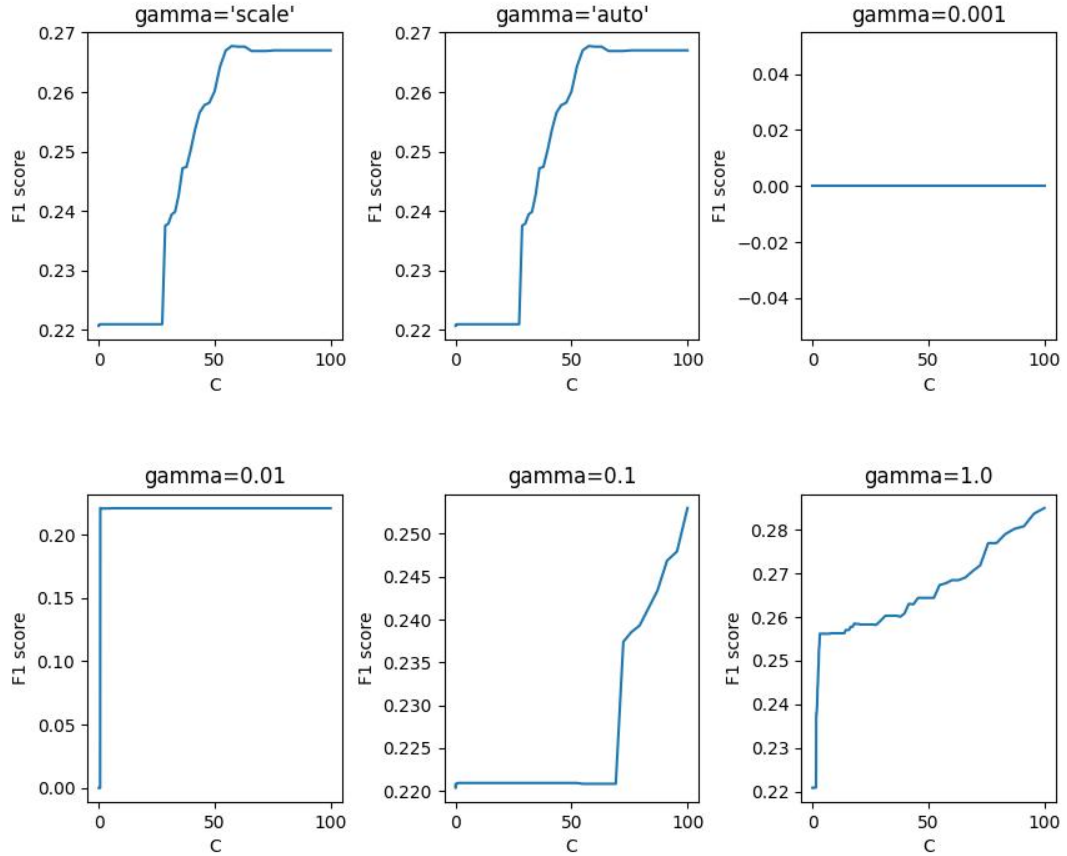 gamma='scale'
0.27
0.26
0.25
0.24
0.23
0.22
F1 score
0 50 100
C
gamma='auto'
0.27
0.26
0.25
0.24
0.23
0.22
F1 score
0 50 100
C
gamma=0.001
0.04
0.02
0.00
−0.02
−0.04
F1 score
0 50 100
C
gamma=0.01
0.20
0.15
0.10
0.05
0.00
F1 score
0 50 100
C
gamma=0.1
0.250
0.245
0.240
0.235
0.230
0.225
0.220
F1 score
0 50 100
C
gamma=1.0
0.28
0.27
0.26
0.25
0.24
0.23
0.22
F1 score
0 50 100
C